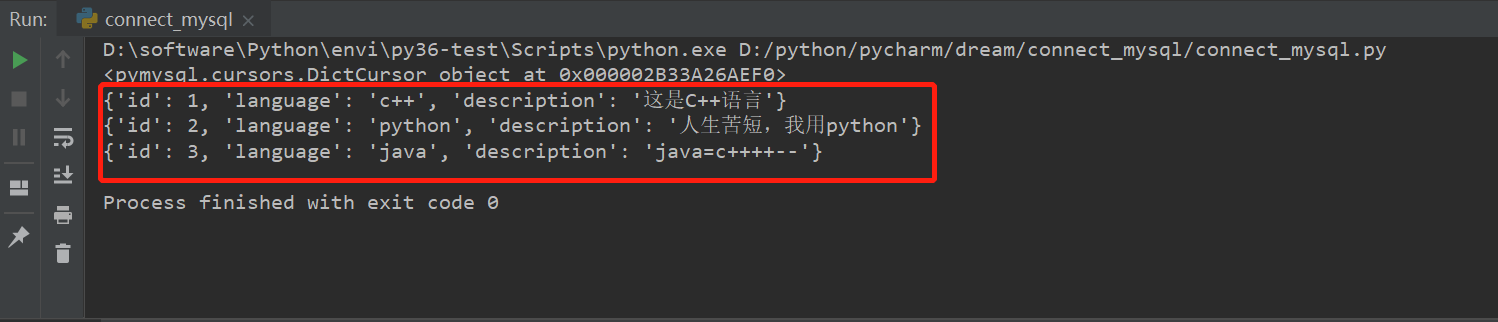 Run: connect_mysql
D:\software\Python\envi\py36-test\Scripts\python.exe D:/python/pycharm/dream/connect_mysql/connect_mysql.py
<pymysql.cursors.DictCursor object at 0x000002B33A26AEF0>
{'id': 1, 'language': 'c++', 'description': '这是C++语言'}
{'id': 2, 'language': 'python', 'description': '人生苦短，我用python'}
{'id': 3, 'language': 'java', 'description': 'java=c++++--'}
Process finished with exit code 0